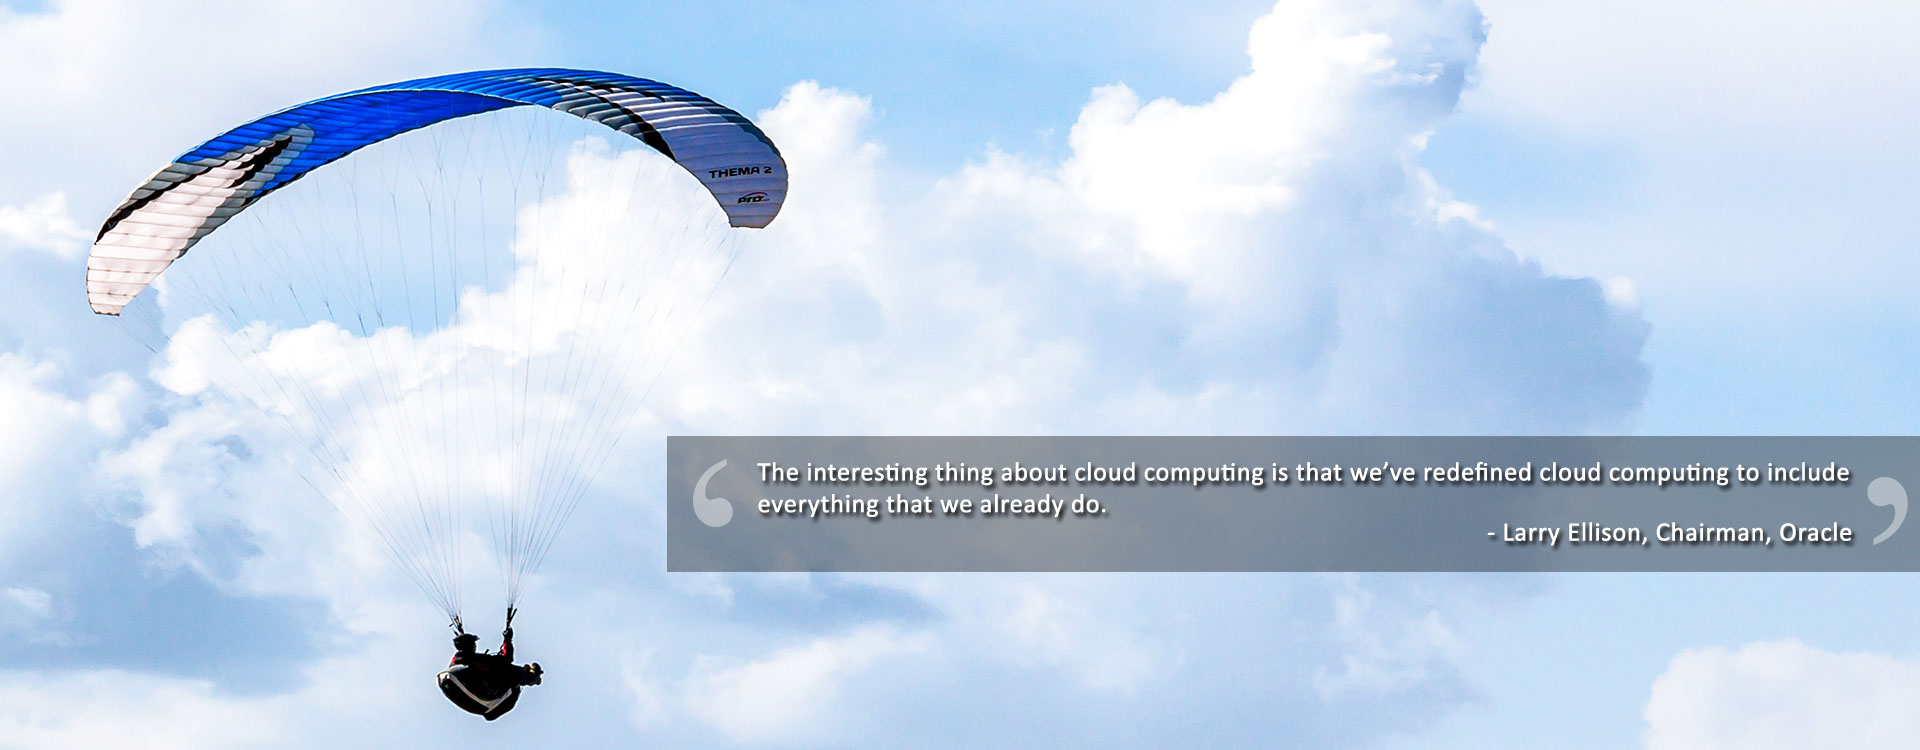 THEMA 2
pro
The interesting thing about cloud computing is that we’ve redefined cloud computing to include
everything that we already do.
- Larry Ellison, Chairman, Oracle